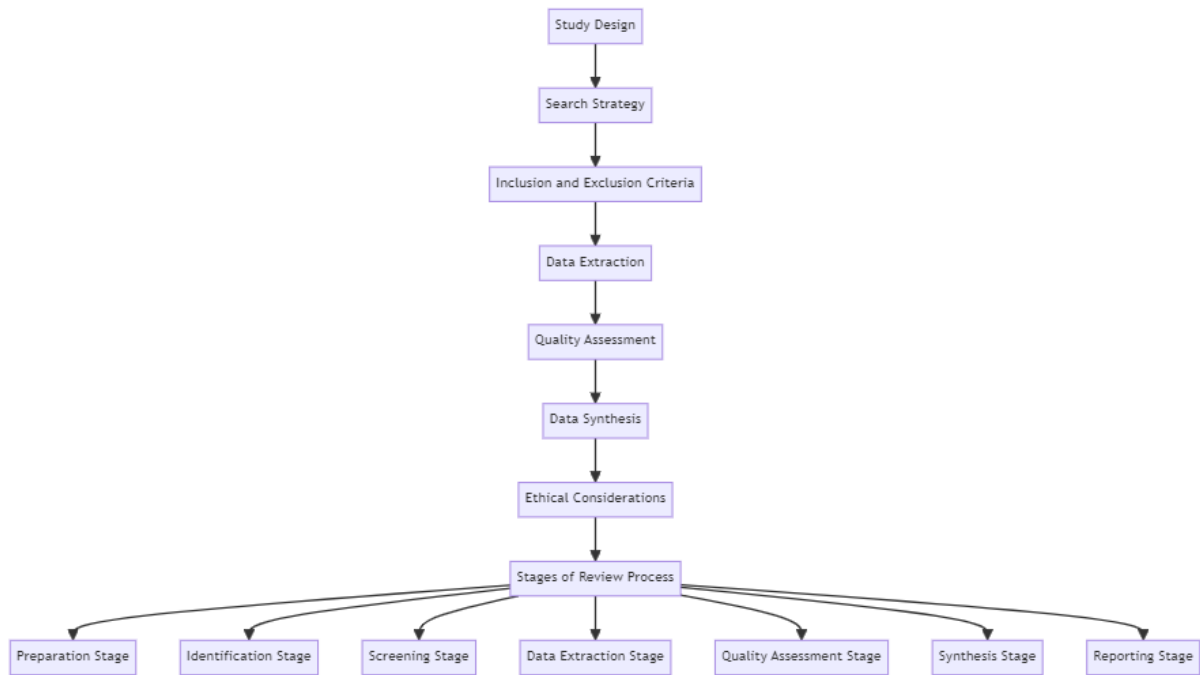 Study Design
Search Strategy
Inclusion and Exclusion Criteria
Data Extraction
Quality Assessment
Data Synthesis
Ethical Considerations
Stages of Review Process
Preparation Stage
Identification Stage
Screening Stage
Data Extraction Stage
Quality Assessment Stage
Synthesis Stage
Reporting Stage